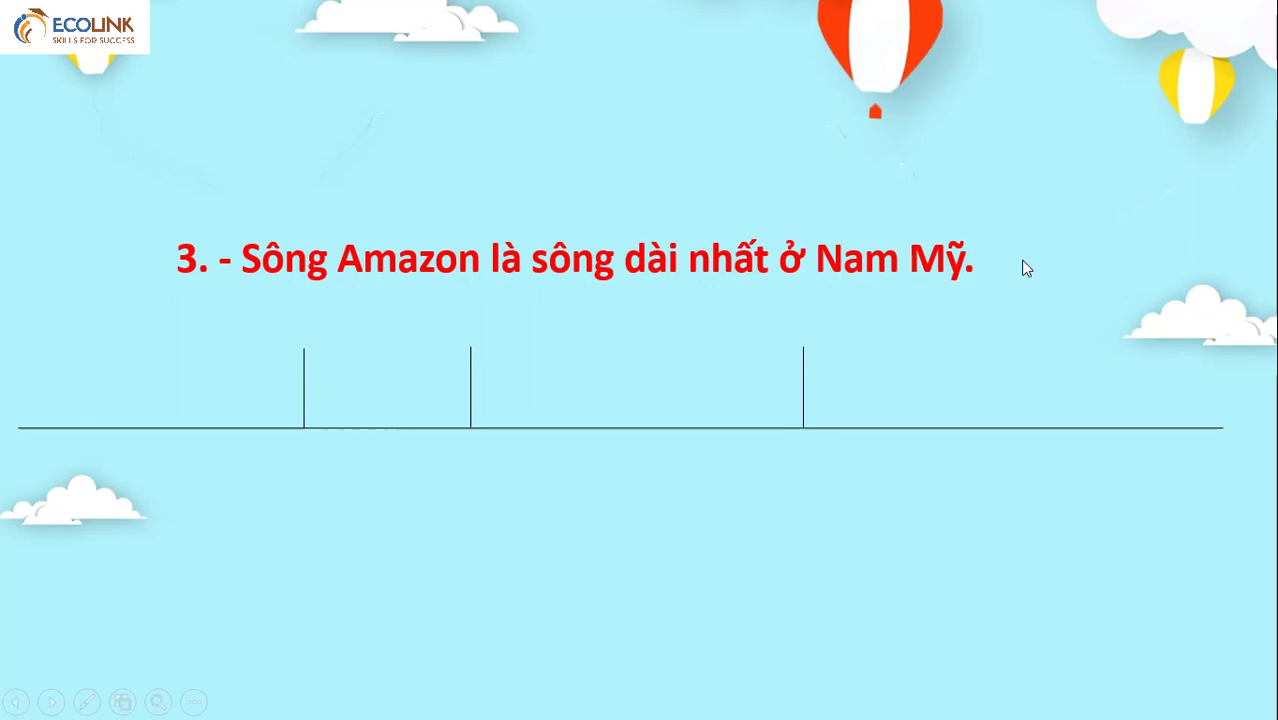 ECOLINK
SKILLS FOR SUCCESS
3. - Sông Amazon là sông dài nhất ở Nam Mỹ.